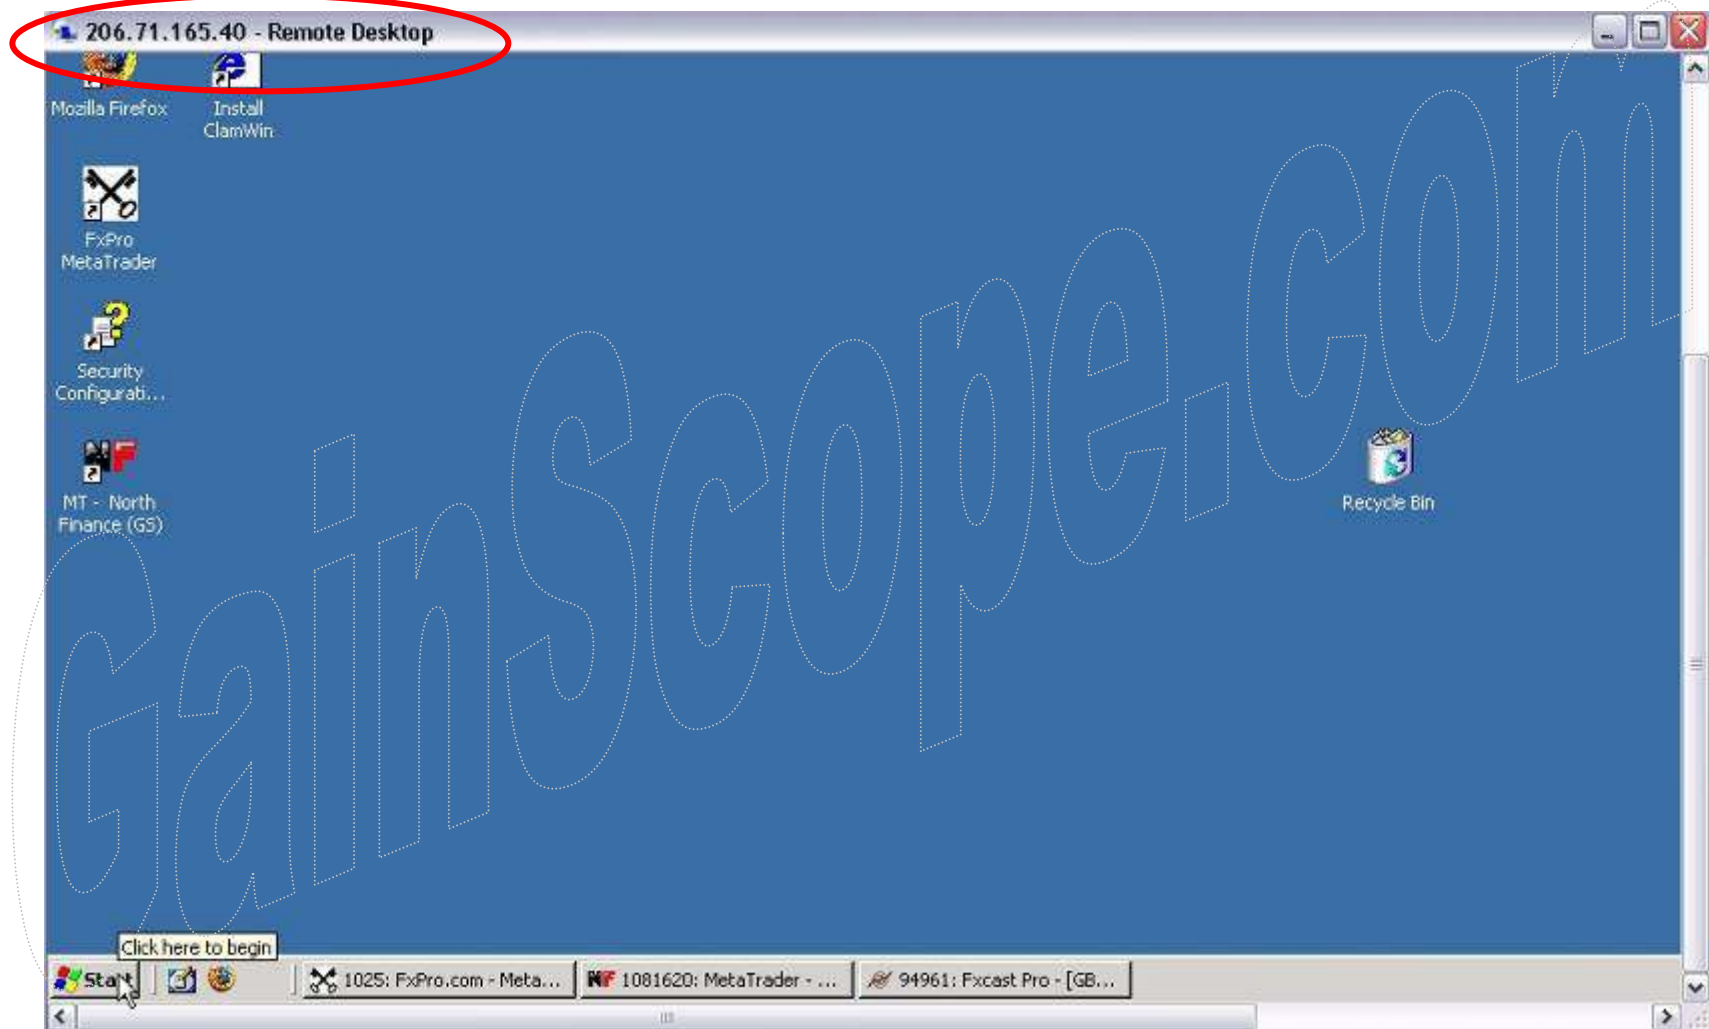 206.71.165.40 - Remote Desktop
Mozilla Firefox
Install
ClamWin
FxPro
MetaTrader
Security
Configurati...
MT - North
Finance (GS)
Recycle Bin
GainScope.com
Click here to begin
Start
1025: FxPro.com - Meta...
NF 1081620: MetaTrader - ...
94961: Fxcast Pro - [GB...